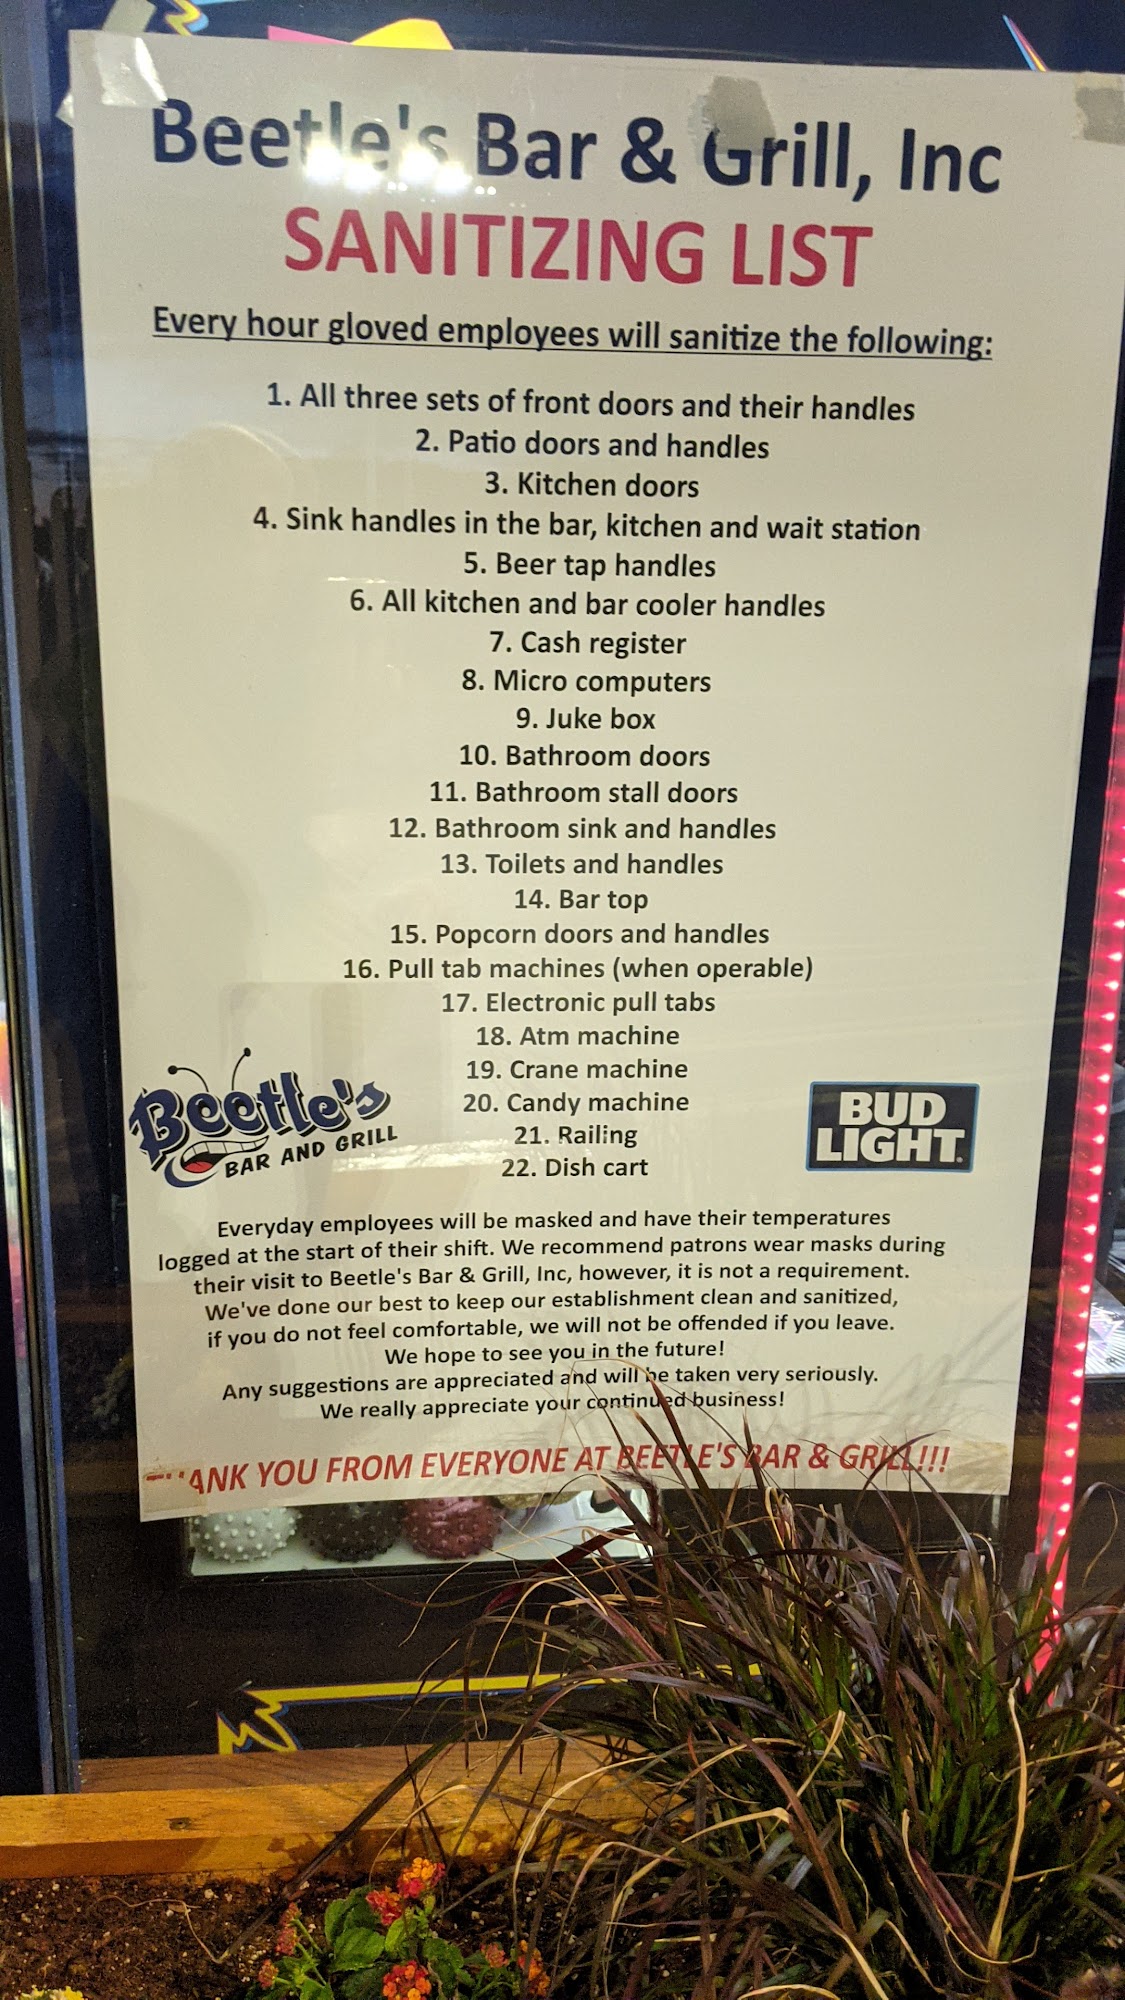 Beetle's Bar & Grill, Inc
SANITIZING LIST
Every hour gloved employees will sanitize the following:
1. All three sets of front doors and their handles
2. Patio doors and handles
3. Kitchen doors
4. Sink handles in the bar, kitchen and wait station
5. Beer tap handles
6. All kitchen and bar cooler handles
7. Cash register
8. Micro computers
9. Juke box
10. Bathroom doors
11. Bathroom stall doors
12. Bathroom sink and handles
13. Toilets and handles
14. Bar top
15. Popcorn doors and handles
16. Pull tab machines (when operable)
17. Electronic pull tabs
18. Atm machine
19. Crane machine
20. Candy machine
21. Railing
22. Dish cart
Beetle's
BAR AND GRILL
BUD
LIGHT.
Everyday employees will be masked and have their temperatures
logged at the start of their shift. We recommend patrons wear masks during
their visit to Beetle's Bar & Grill, Inc, however, it is not a requirement.
We've done our best to keep our establishment clean and sanitized,
if you do not feel comfortable, we will not be offended if you leave.
We hope to see you in the future!
Any suggestions are appreciated and will be taken very seriously.
We really appreciate your continued business!
THANK YOU FROM EVERYONE AT BEETLE'S BAR & GRILL!!!